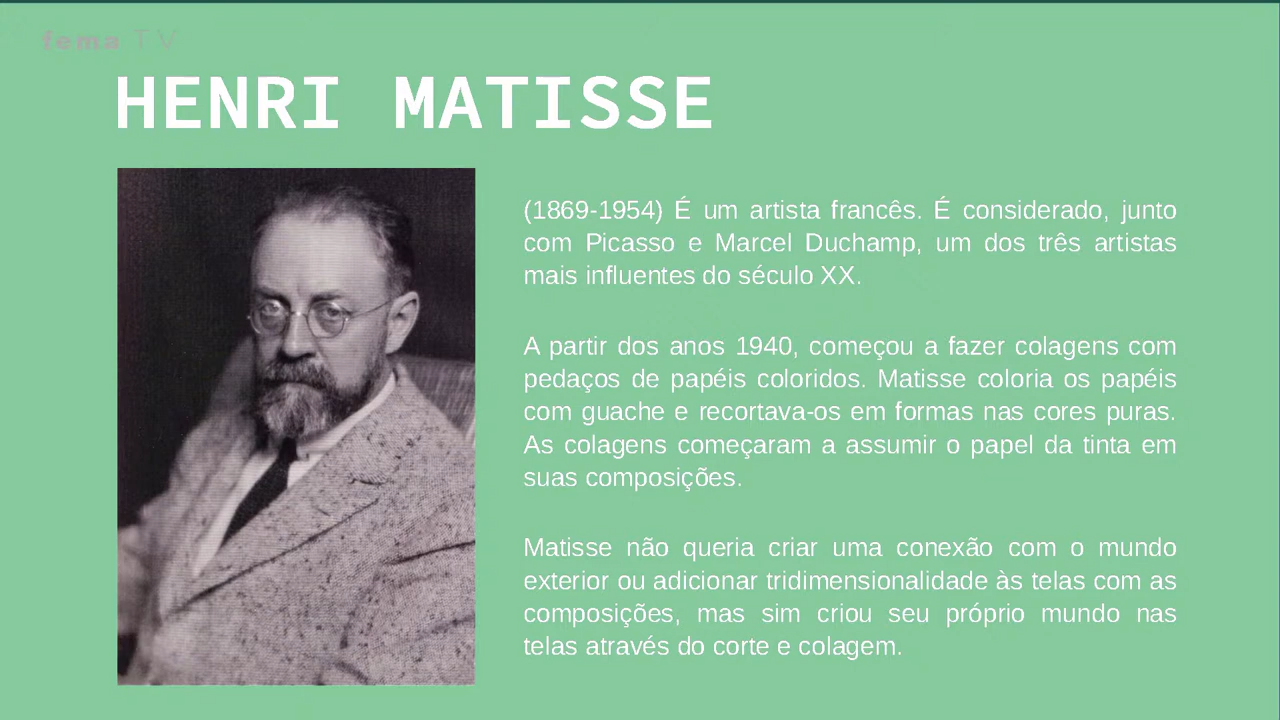 fema TV
HENRI MATISSE
(1869-1954) É um artista francês. É considerado, junto
com Picasso e Marcel Duchamp, um dos três artistas
mais influentes do século XX.
A partir dos anos 1940, começou a fazer colagens com
pedaços de papéis coloridos. Matisse coloria os papéis
com guache e recortava-os em formas nas cores puras.
As colagens começaram a assumir o papel da tinta em
suas composições.
Matisse não queria criar uma conexão com o mundo
exterior ou adicionar tridimensionalidade às telas com as
composições, mas sim criou seu próprio mundo nas
telas através do corte e colagem.